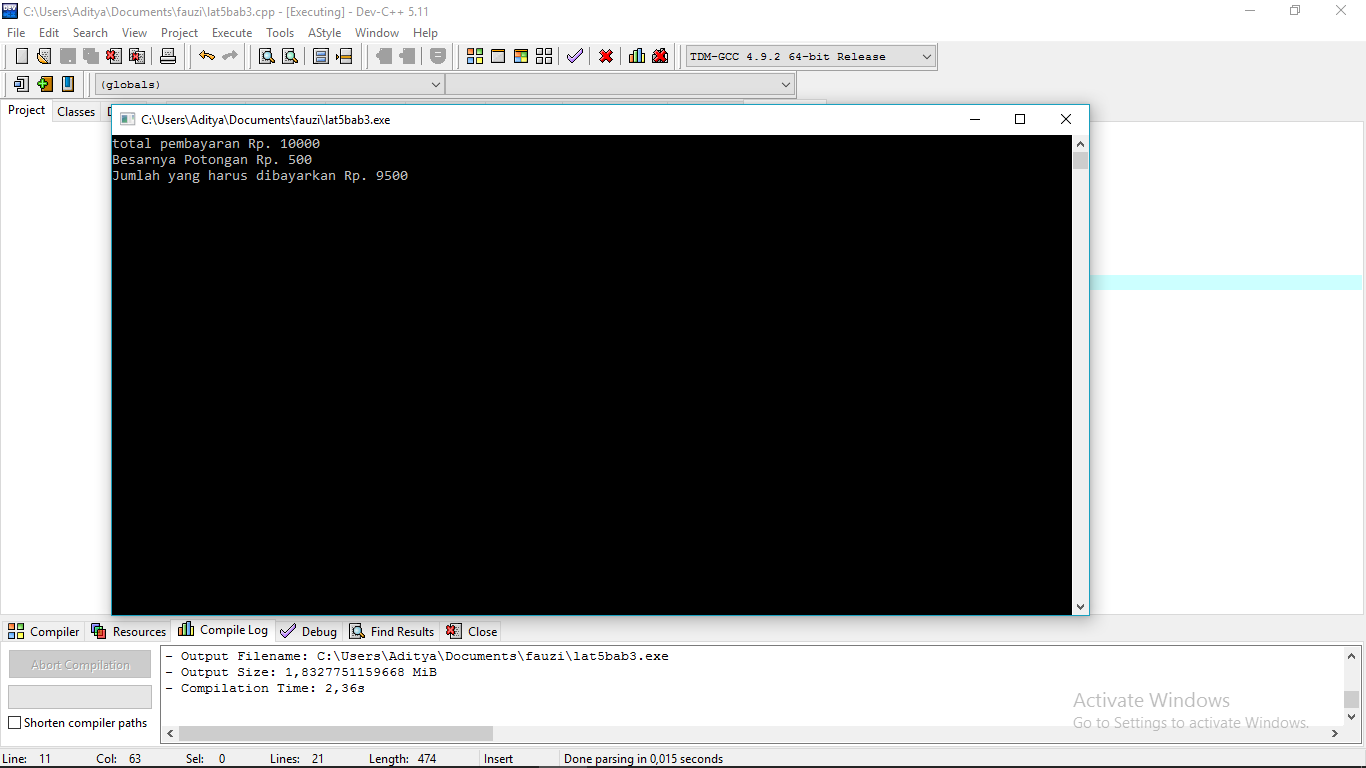 C:\Users\Aditya\Documents\fauzi\lat5bab3.cpp - [Executing] - Dev-C++ 5.11
File Edit Search View Project Execute Tools AStyle Window Help
TDM-GCC 4.9.2 64-bit Release
(globals)
Project Classes
C:\Users\Aditya\Documents\fauzi\lat5bab3.exe
total pembayaran Rp. 10000
Besarnya Potongan Rp. 500
Jumlah yang harus dibayarkan Rp. 9500
Compiler Resources Compile Log Debug Find Results Close
Abort Compilation
Shorten compiler paths
- Output Filename: C:\Users\Aditya\Documents\fauzi\lat5bab3.exe
- Output Size: 1,8327751159668 MiB
- Compilation Time: 2,36s
Activate Windows
Go to Settings to activate Windows.
Line: 11 Col: 63 Sel: 0 Lines: 21 Length: 474 Insert Done parsing in 0,015 seconds